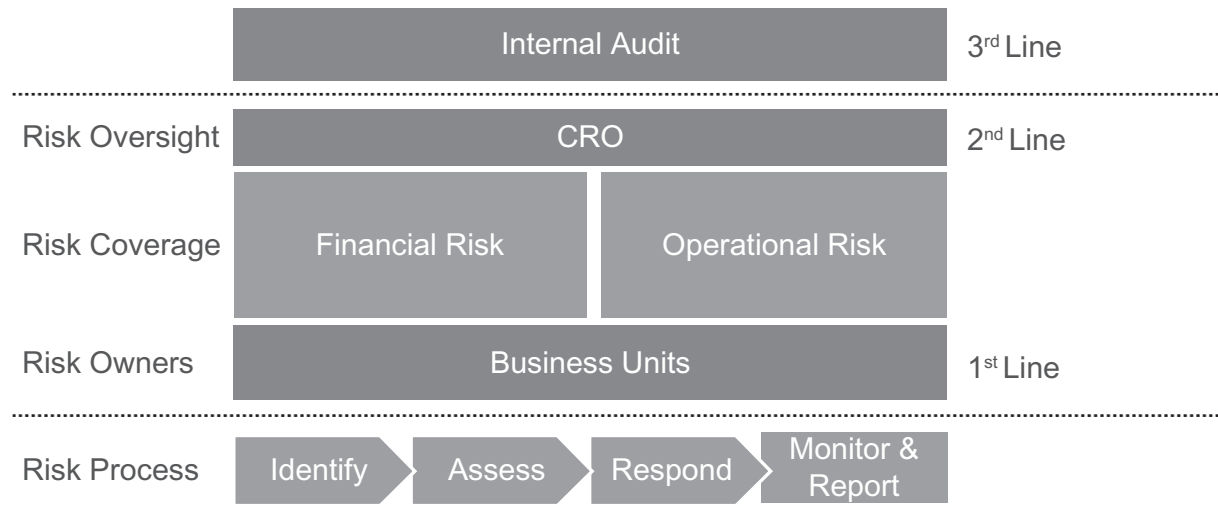 Internal Audit
3rd Line
Risk Oversight
CRO
2nd Line
Risk Coverage
Financial Risk
Operational Risk
Risk Owners
Business Units
1st Line
Risk Process
Identify
Assess
Respond
Monitor &
Report